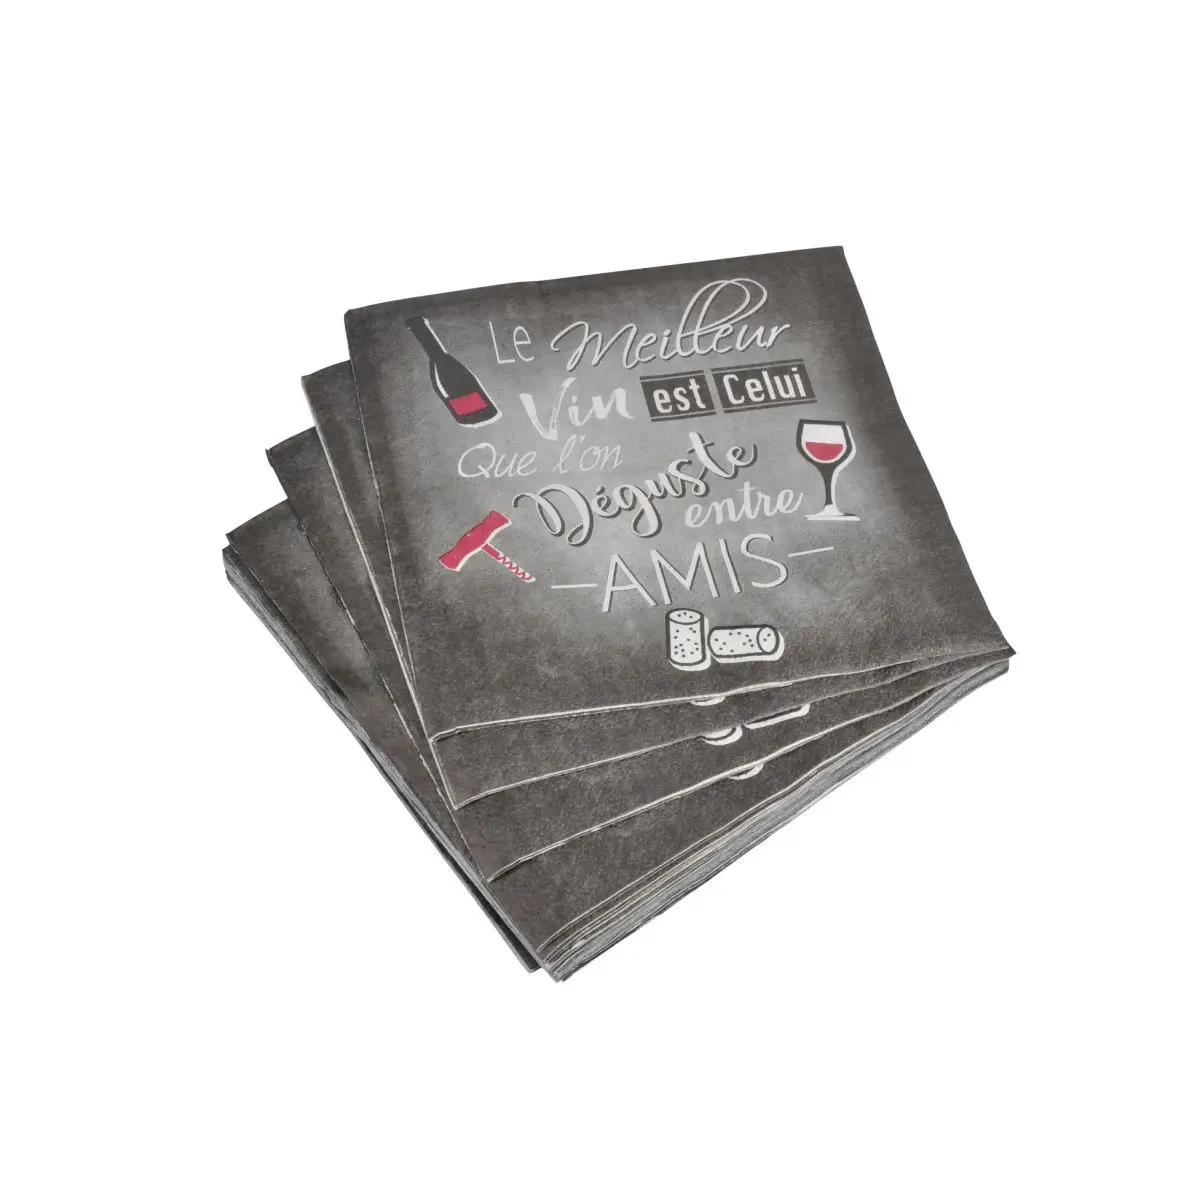 Le Meilleur
Vin est Celui
Que l'on
Déguste
entre
–AMIS–